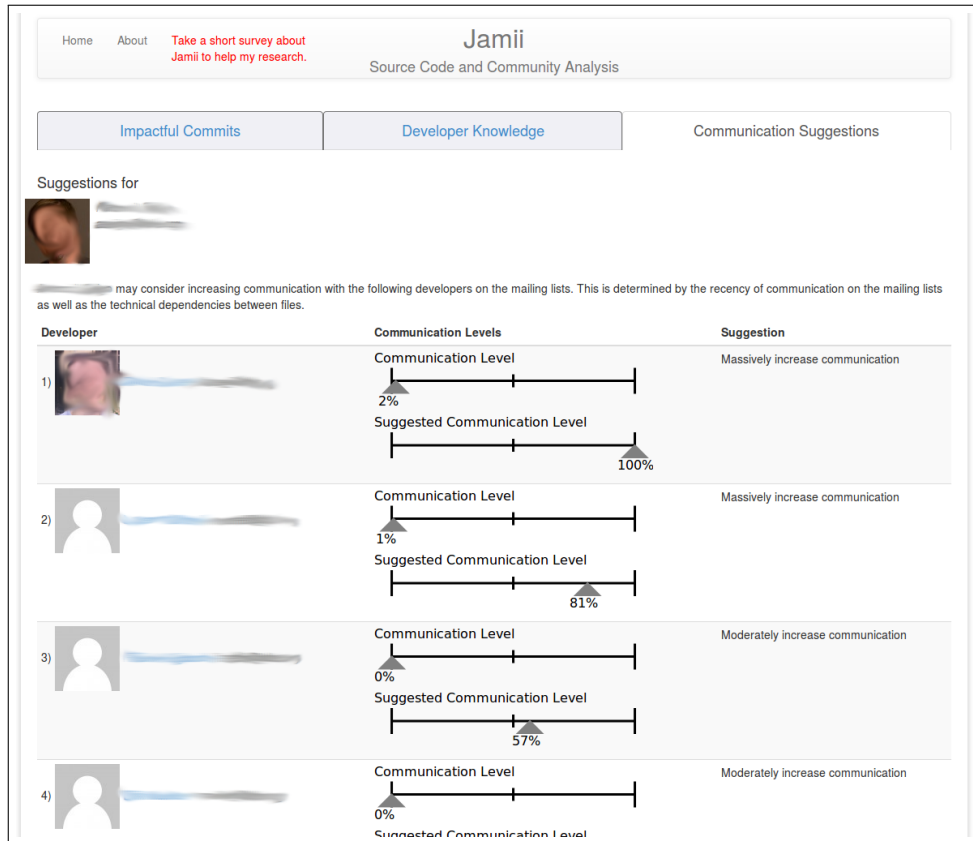 Home About Take a short survey about
Jamii to help my research.
Jamii
Source Code and Community Analysis
Impactful Commits Developer Knowledge Communication Suggestions
Suggestions for
may consider increasing communication with the following developers on the mailing lists. This is determined by the recency of communication on the mailing lists
as well as the technical dependencies between files.
Developer Communication Levels Suggestion
1) Communication Level Massively increase communication
2%
Suggested Communication Level
100%
2) Communication Level Massively increase communication
1%
Suggested Communication Level
81%
3) Communication Level Moderately increase communication
0%
Suggested Communication Level
57%
4) Communication Level Moderately increase communication
0%
Suggested Communication Level